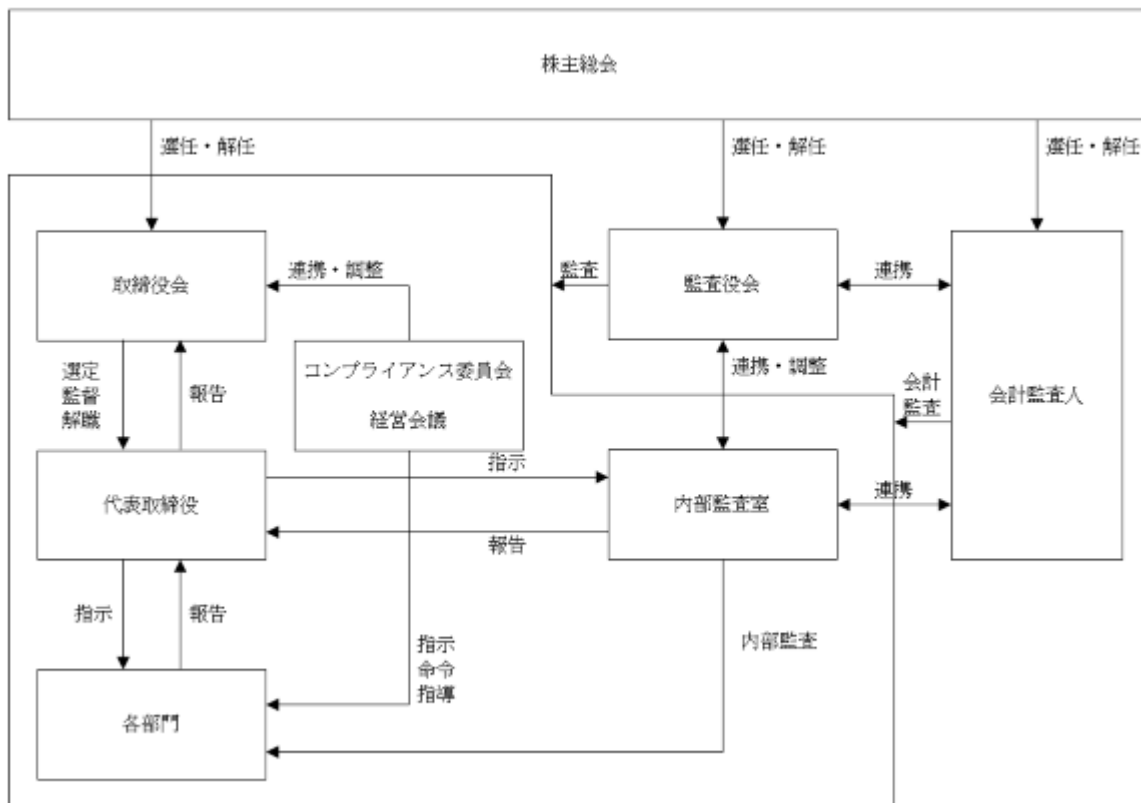 株主総会
選任・解任
選任・解任
選任・解任
取締役会
連携・調整
監査
監査役会
連携
会計監査人
選定
監督
解職
報告
コンプライアンス委員会
経営会議
連携・調整
会計
監査
代表取締役
指示
報告
内部監査室
連携
指示
報告
指示
命令
指導
内部監査
各部門